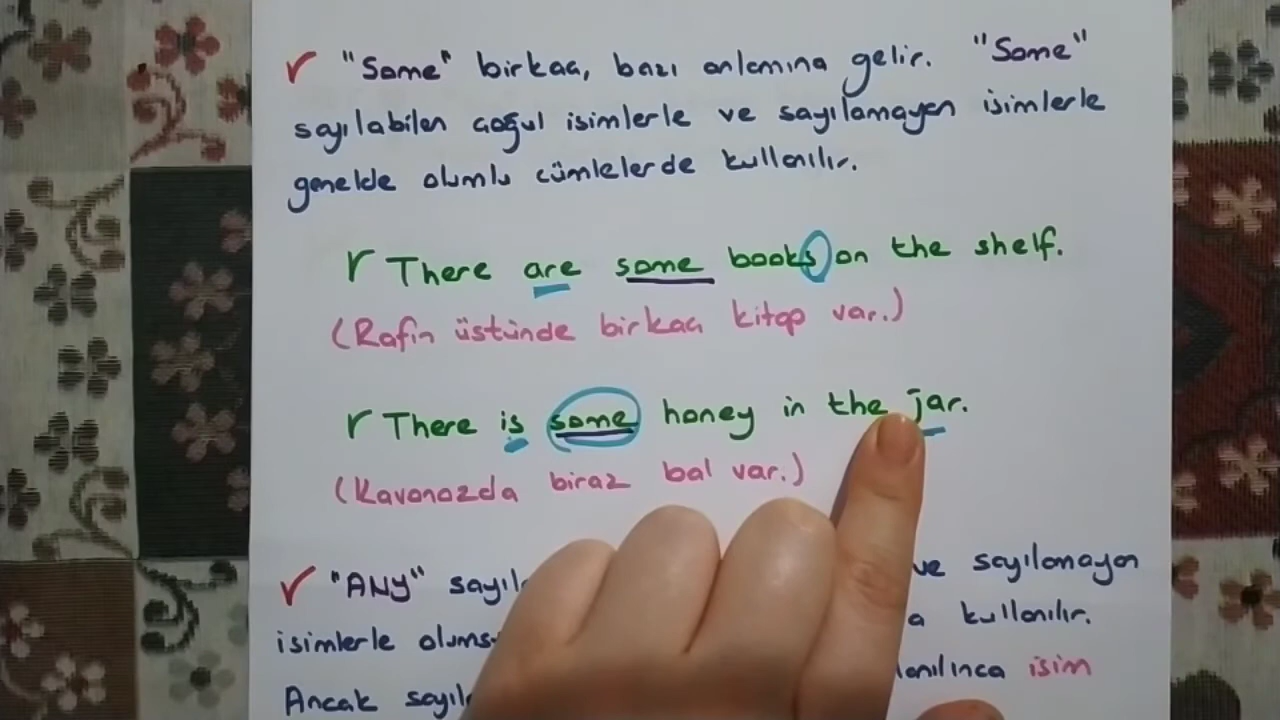 ✓ "Some" birkaç, bazı anlamına gelir. "Some"
sayılabilen çoğul isimlerle ve sayılamayan isimlerle
genelde olumlu cümlelerde kullanılır.
✓ There are some books on the shelf.
(Rafın üstünde birkaç kitap var.)
✓ There is some honey in the jar.
(Kavanozda biraz bal var.)
✓ "ANY" ve sayılamayan
isimlerle kullanılır.
Ancak isim